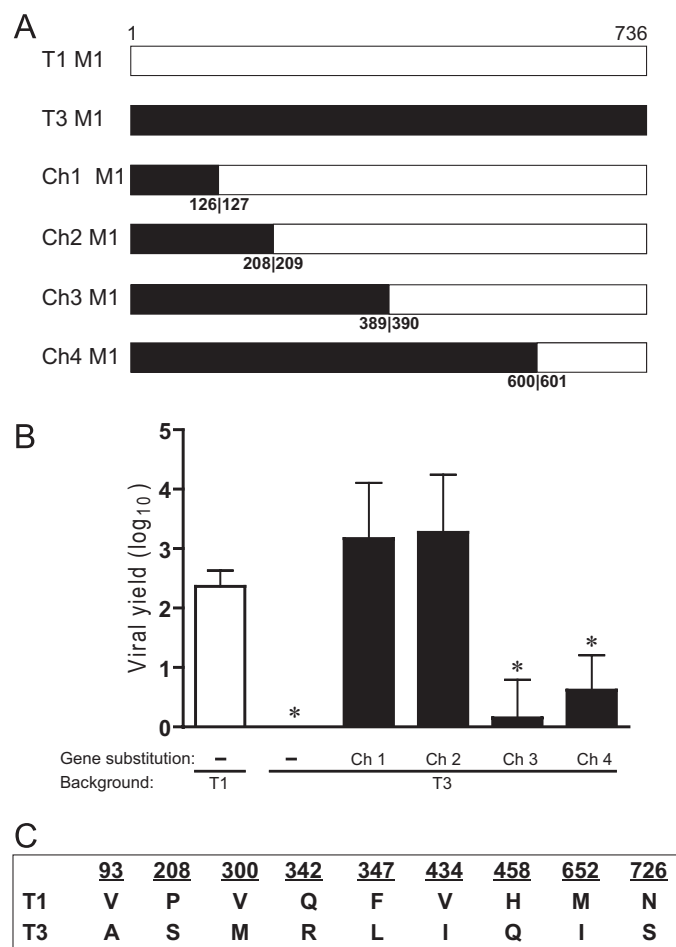 A
1 736
T1 M1
T3 M1
Ch1 M1
126|127
Ch2 M1
208|209
Ch3 M1
389|390
Ch4 M1
600|601
B
Viral yield (log10)
5
4
3
2
1
0
* * *
Gene substitution: – – Ch 1 Ch 2 Ch 3 Ch 4
Background: T1 T3
C
93 208 300 342 347 434 458 652 726
T1 V P V Q F V H M N
T3 A S M R L I Q I S